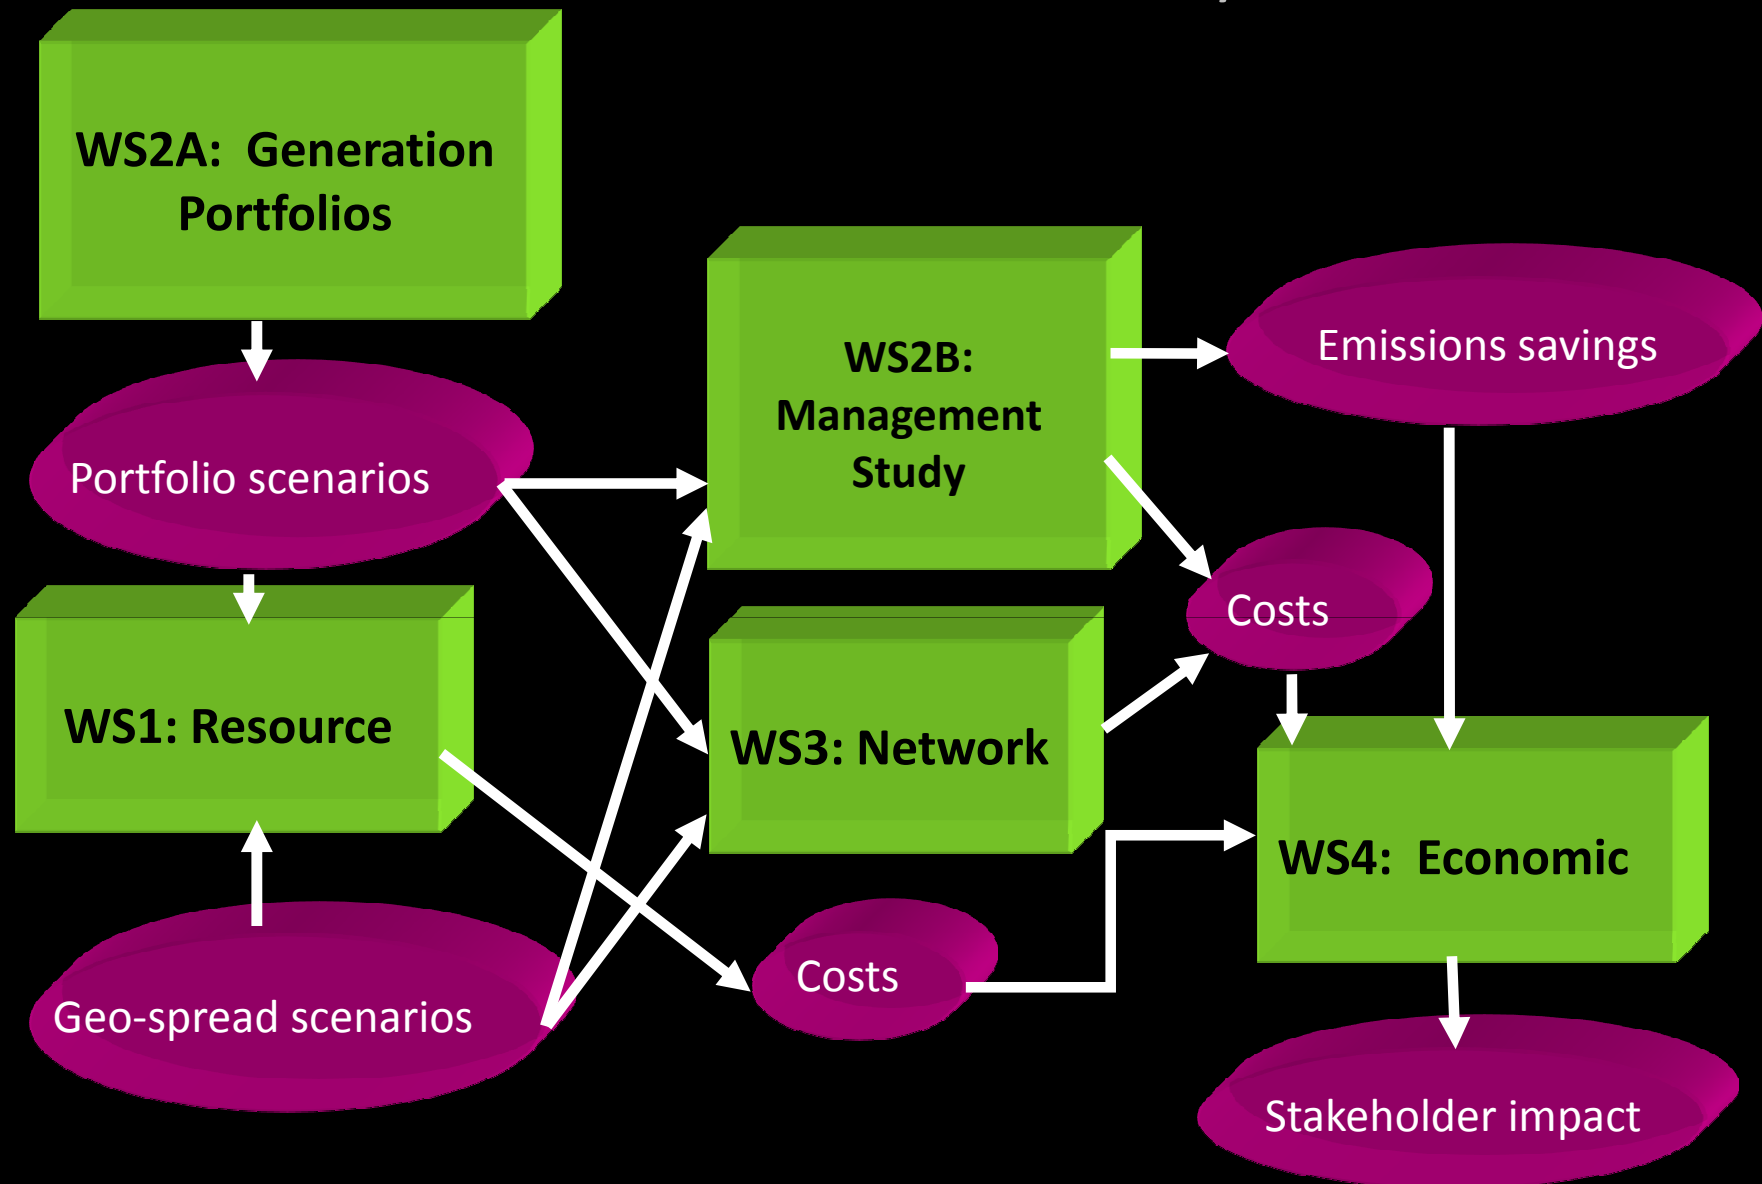 WS2A: Generation
Portfolios
Portfolio scenarios
WS1: Resource
Geo-spread scenarios
WS2B:
Management
Study
WS3: Network
Costs
Emissions savings
Costs
WS4: Economic
Stakeholder impact